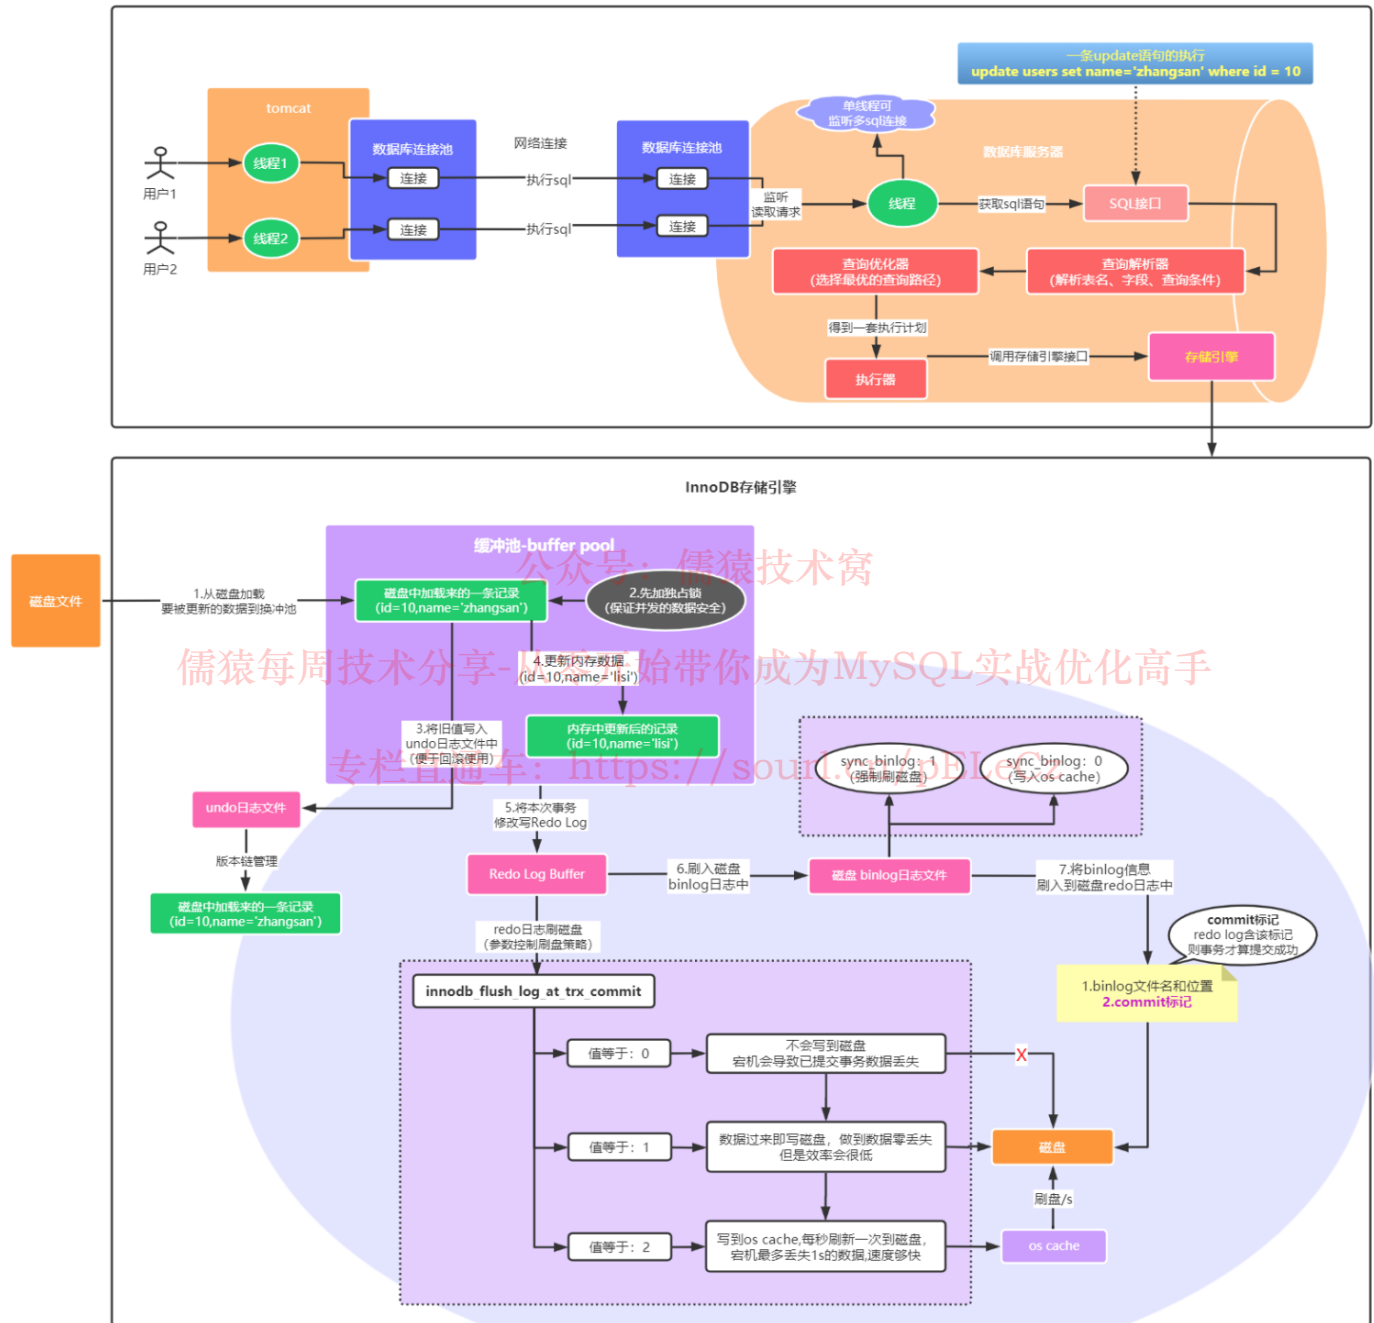 一条update语句的执行
update users set name='zhangsan' where id = 10
tomcat
单线程可
监听多sql连接
数据库连接池
网络连接
数据库连接池
数据库服务器
用户1
线程1
连接
执行sql
连接
监听
读取请求
线程
获取sql语句
SQL接口
用户2
线程2
连接
执行sql
连接
查询优化器
(选择最优的查询路径)
查询解析器
(解析表名、字段、查询条件)
得到一套执行计划
执行器
调用存储引擎接口
存储引擎
InnoDB存储引擎
缓冲池-buffer pool
公众号：儒猿技术窝
磁盘文件
1.从磁盘加载
要被更新的数据到换冲池
磁盘中加载来的一条记录
(id=10,name='zhangsan')
2.先加独占锁
(保证并发的数据安全)
儒猿每周技术分享-从零开始带你成为MySQL实战优化高手
4.更新内存数据
(id=10,name='lisi')
3.将旧值写入
undo日志文件中
(便于回滚使用)
内存中更新后的记录
(id=10,name='lisi')
专栏直通车：https://sourl.cn/pELeCz
sync_binlog：1
(强制刷磁盘)
sync_binlog：0
(写入os cache)
undo日志文件
5.将本次事务
修改写Redo Log
版本链管理
磁盘中加载来的一条记录
(id=10,name='zhangsan')
Redo Log Buffer
6.刷入磁盘
binlog日志中
磁盘 binlog日志文件
7.将binlog信息
刷入到磁盘redo日志中
redo日志刷磁盘
(参数控制刷盘策略)
commit标记
redo log含该标记
则事务才算提交成功
1.binlog文件名和位置
2.commit标记
innodb_flush_log_at_trx_commit
值等于：0
不会写到磁盘
宕机会导致已提交事务数据丢失
X
值等于：1
数据过来即写磁盘，做到数据零丢失
但是效率会很低
磁盘
刷盘/s
值等于：2
写到os cache,每秒刷新一次到磁盘，
宕机最多丢失1s的数据,速度够快
os cache